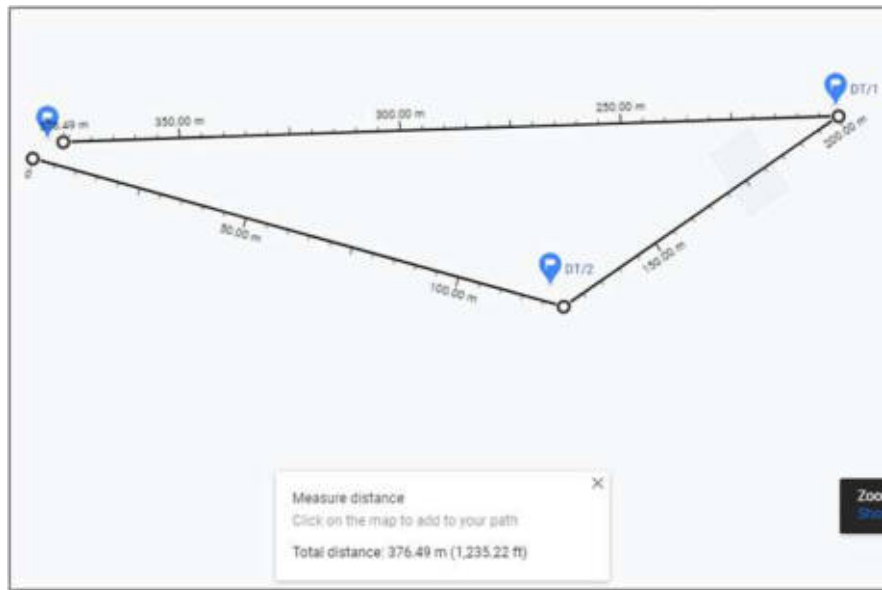 DT/1
250.00 m
300.00 m
350.00 m
200.00 m
0
50.00 m
150.00 m
DT/2
100.00 m
Measure distance
Click on the map to add to your path
Total distance: 376.49 m (1,235.22 ft)
Zoo
Sho